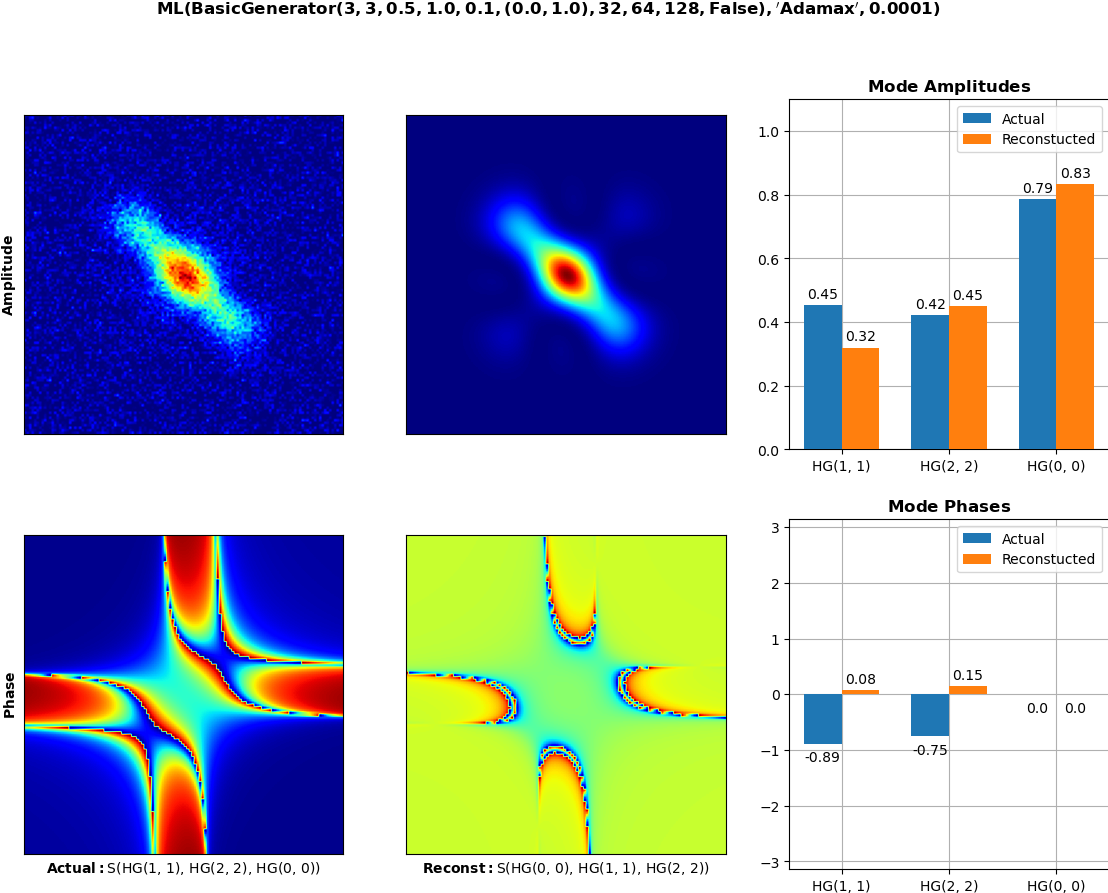 ML(BasicGenerator(3, 3, 0.5, 1.0, 0.1, (0.0, 1.0), 32, 64, 128, False), ′Adamax′, 0.0001)
Amplitude
Mode Amplitudes
Actual
Reconstucted
1.0
0.8
0.6
0.4
0.2
0.0
0.45
0.32
0.42
0.45
0.79
0.83
HG(1, 1)
HG(2, 2)
HG(0, 0)
Phase
Actual: S(HG(1, 1), HG(2, 2), HG(0, 0))
Reconst: S(HG(0, 0), HG(1, 1), HG(2, 2))
Mode Phases
Actual
Reconstucted
3
2
1
0
−1
−2
−3
-0.89
0.08
-0.75
0.15
0.0
0.0
HG(1, 1)
HG(2, 2)
HG(0, 0)